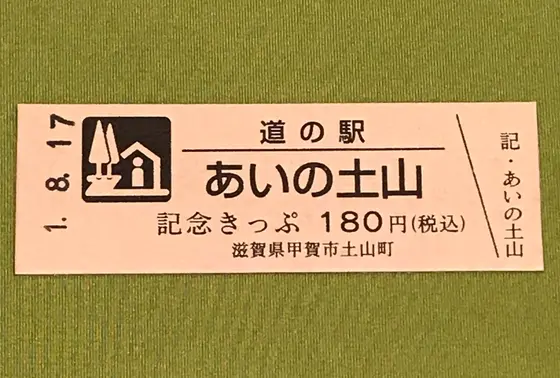 1.8.17
道の駅
あいの土山
記念きっぷ 180円(税込)
滋賀県甲賀市土山町
記・あいの土山